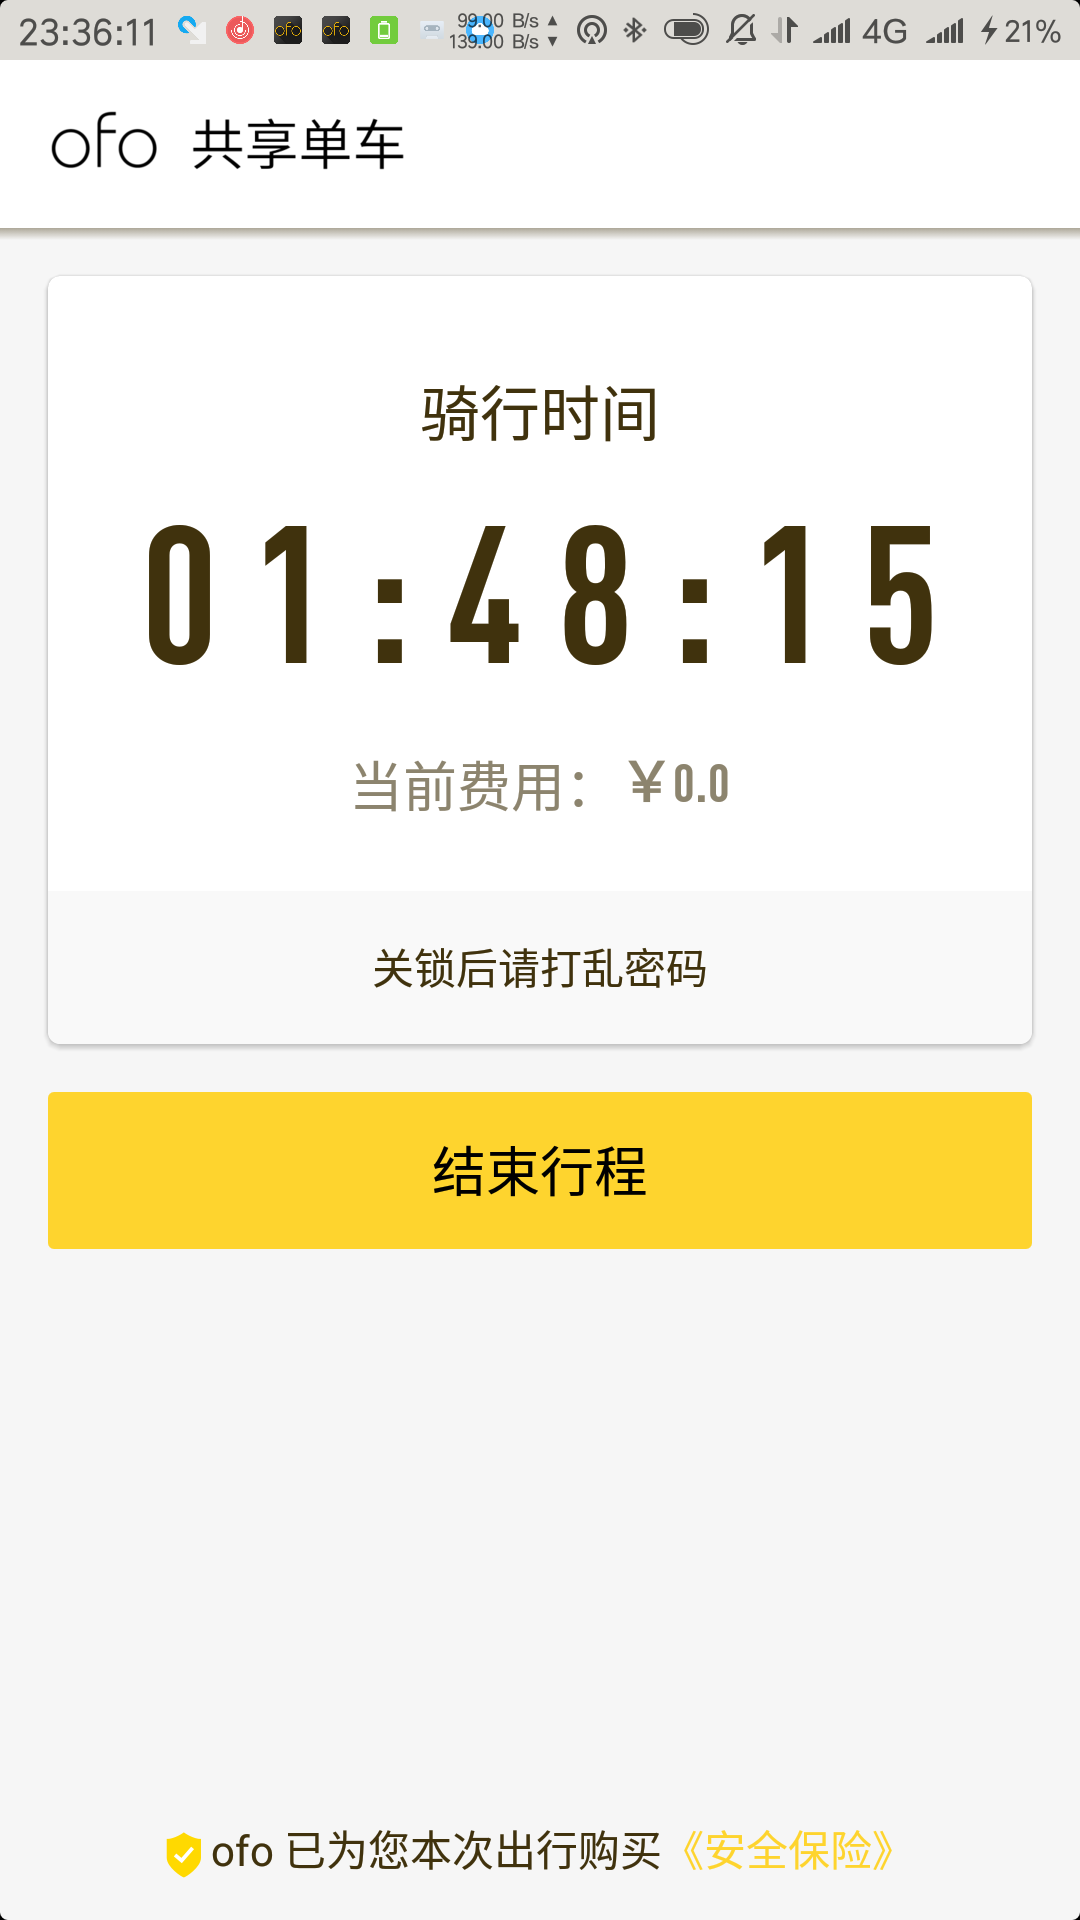 23:36:11 ofo ofo 99.00 B/s ▲ 139.00 B/s ▼ 4G 21%
ofo 共享单车
骑行时间
01:48:15
当前费用：￥0.0
关锁后请打乱密码
结束行程
ofo 已为您本次出行购买《安全保险》